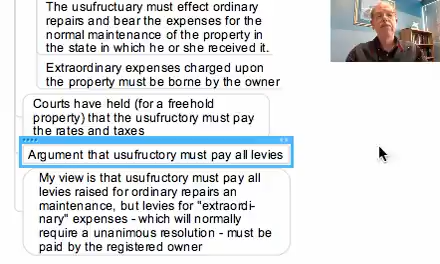 The usufructuary must effect ordinary
repairs and bear the expenses for the
normal maintenance of the property in
the state in which he or she received it.
Extraordinary expenses charged upon
the property must be borne by the owner
Courts have held (for a freehold
property) that the usufructory must pay
the rates and taxes
Argument that usufructory must pay all levies
My view is that usufructory must pay all
levies raised for ordinary repairs an
maintenance, but levies for "extraordi-
nary" expenses - which will normally
require a unanimous resolution - must be
paid by the registered owner